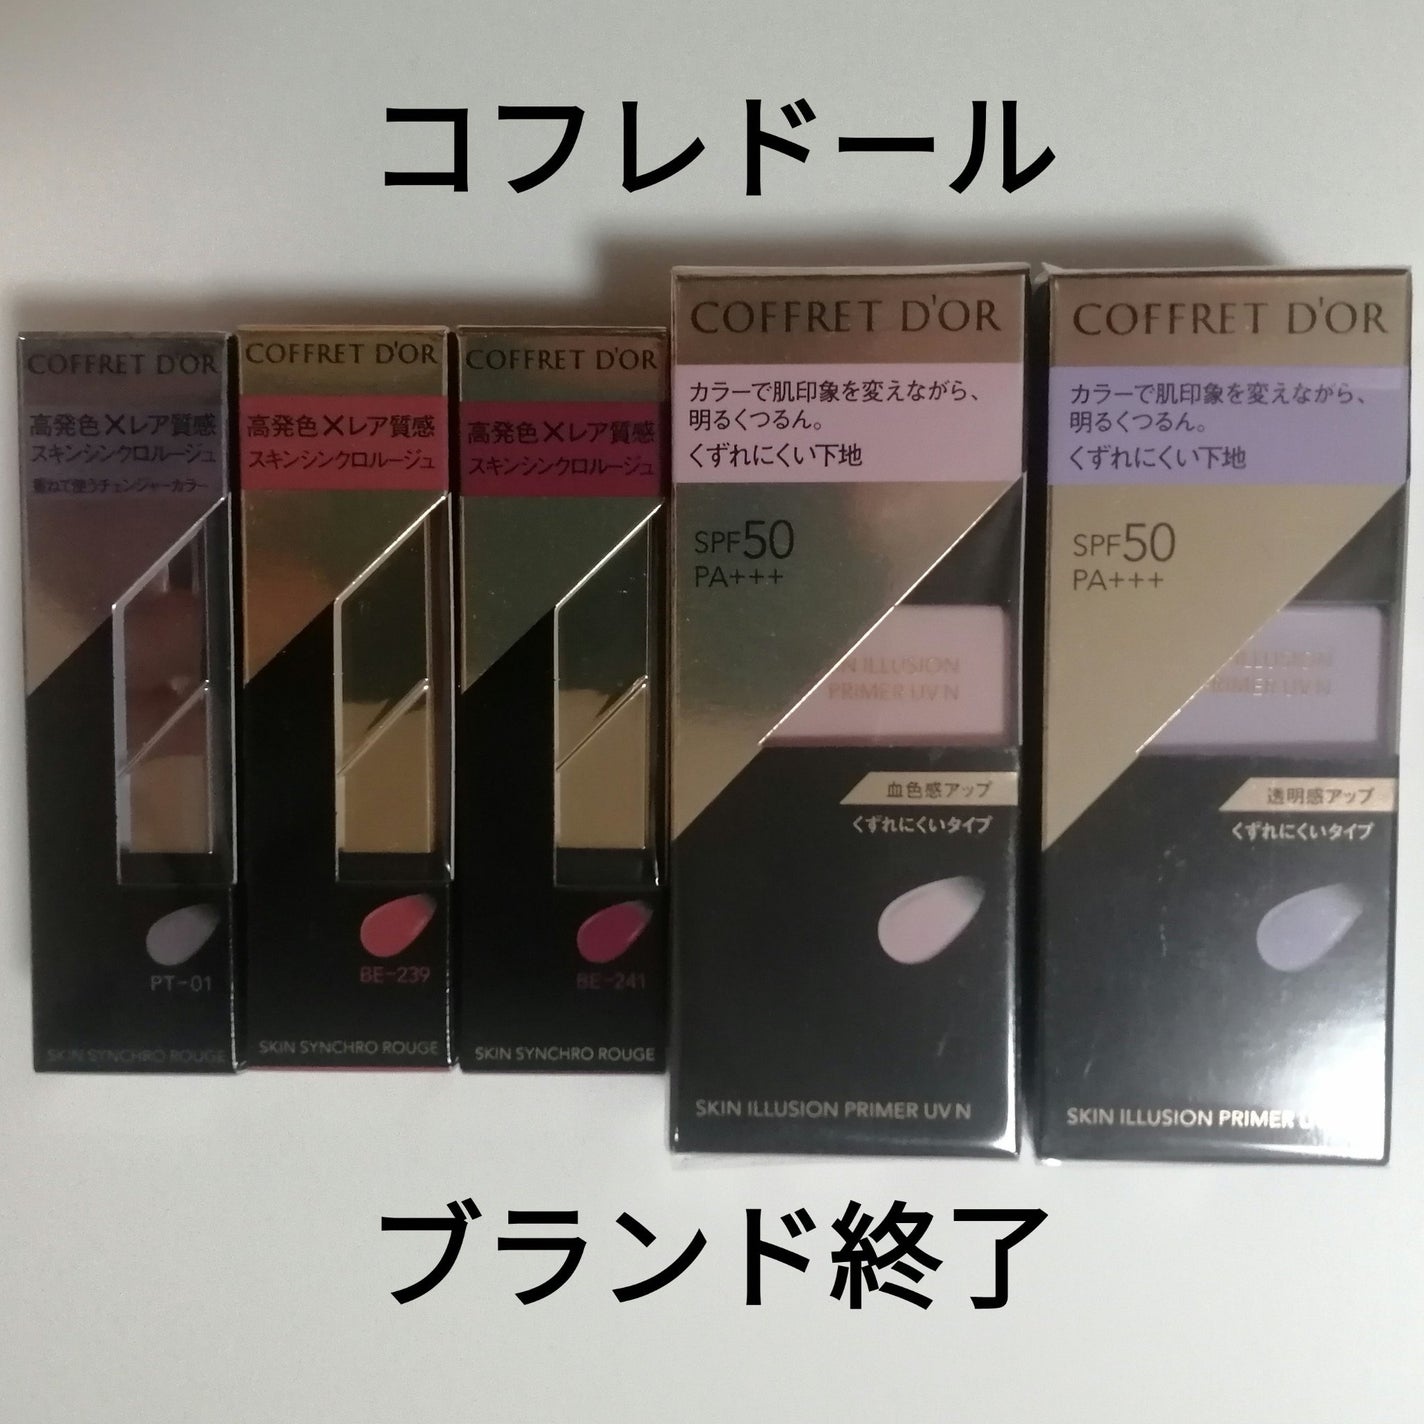 コフレドール
COFFRET D'OR
高発色×レア質感
スキンシンクロルージュ
重ねて使うチェンジャーカラー
PT-01
SKIN SYNCHRO ROUGE
COFFRET D'OR
高発色×レア質感
スキンシンクロルージュ
BE-239
SKIN SYNCHRO ROUGE
COFFRET D'OR
高発色×レア質感
スキンシンクロルージュ
BE-241
SKIN SYNCHRO ROUGE
COFFRET D'OR
カラーで肌印象を変えながら、
明るくつるん。
くずれにくい下地
SPF50
PA+++
ILLUSION
PRIMER UV N
血色感アップ
くずれにくいタイプ
SKIN ILLUSION PRIMER UV N
COFFRET D'OR
カラーで肌印象を変えながら、
明るくつるん。
くずれにくい下地
SPF50
PA+++
ILLUSION
UV N
透明感アップ
くずれにくいタイプ
SKIN ILLUSION PRIMER
ブランド終了